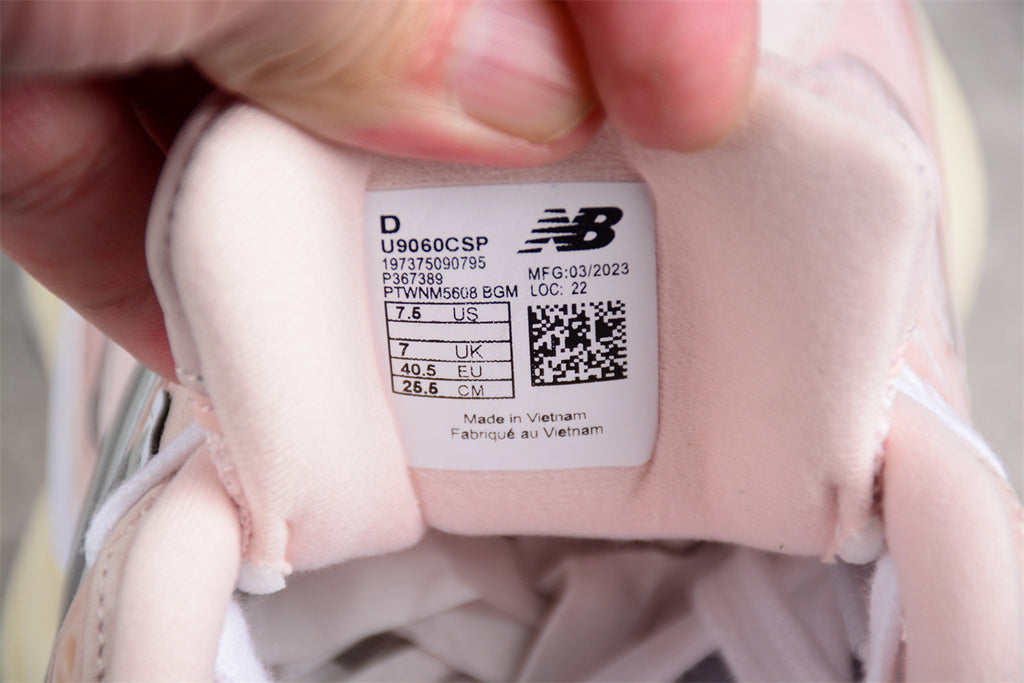 D
U9060CSP
197375090795
P367389
PTWNM5608 BGM
NB
MFG:03/2023
LOC: 22
7.5 US
7 UK
40.5 EU
25.5 CM
Made in Vietnam
Fabriqué au Vietnam